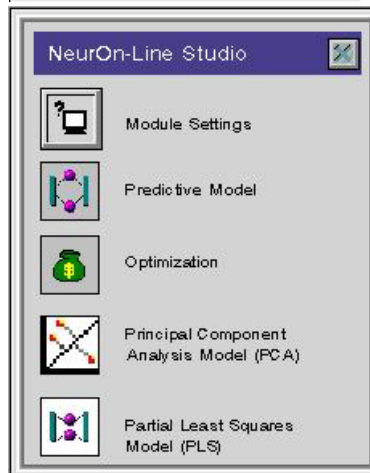 NeurOn-Line Studio
Module Settings
Predictive Model
Optimization
Principal Component
Analysis Model (PCA)
Partial Least Squares
Model (PLS)